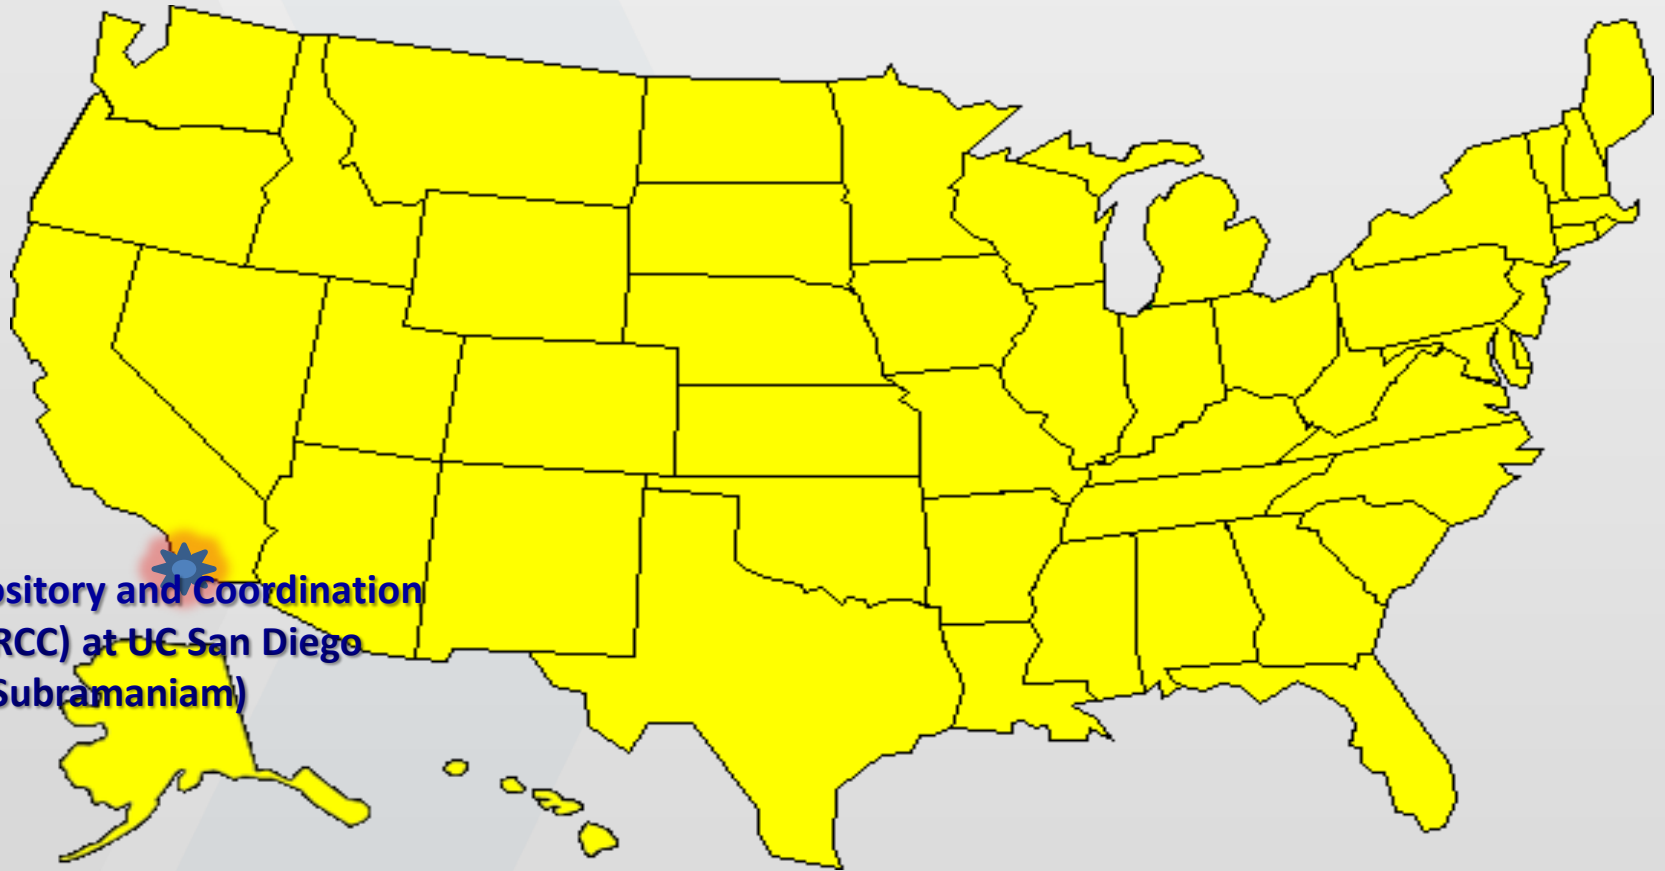 ository and Coordination
RCC) at UC San Diego
Subramaniam)